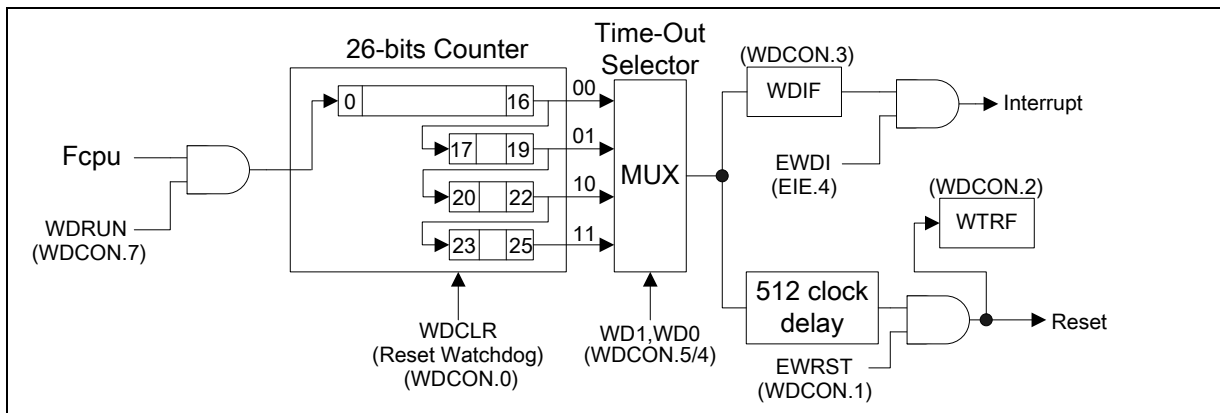 26-bits Counter
Time-Out
Selector
(WDCON.3)
0
16
00
WDIF
Interrupt
Fcpu
17
19
01
MUX
EWDI
(EIE.4)
20
22
10
(WDCON.2)
WTRF
WDRUN
(WDCON.7)
23
25
11
512 clock
delay
Reset
WDCLR
(Reset Watchdog)
(WDCON.0)
WD1,WD0
(WDCON.5/4)
EWRST
(WDCON.1)